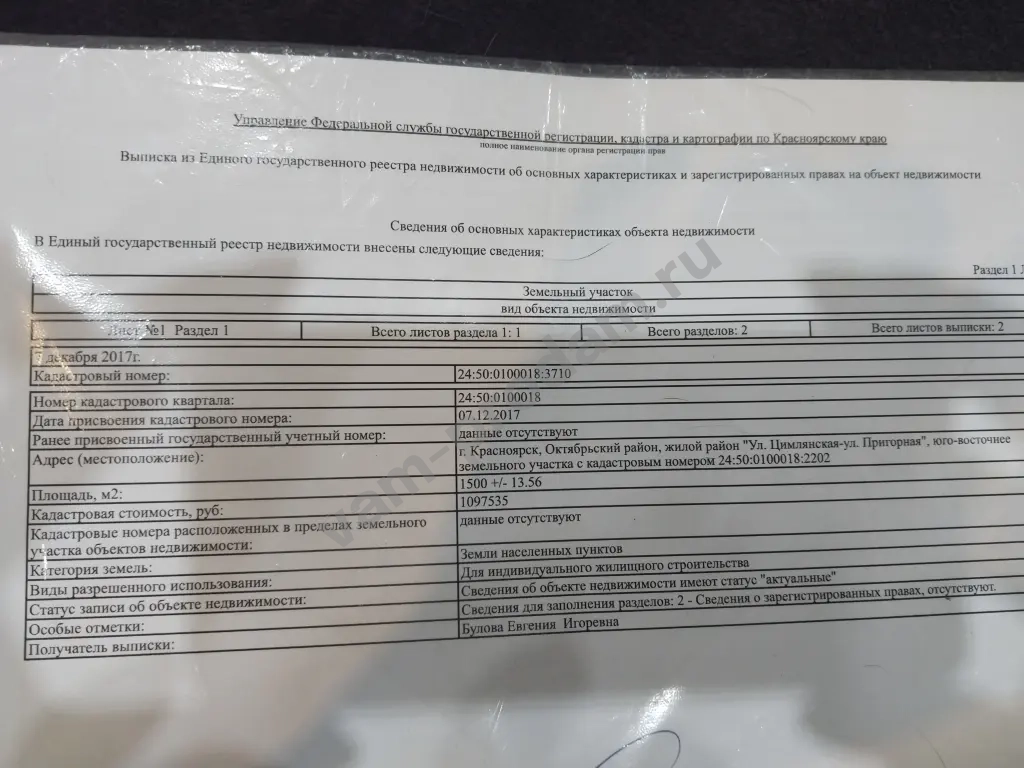 Управление Федеральной службы государственной регистрации, кадастра и картографии по Красноярскому краю
полное наименование органа регистрации прав
Выписка из Единого государственного реестра недвижимости об основных характеристиках и зарегистрированных правах на объект недвижимости
Сведения об основных характеристиках объекта недвижимости
В Единый государственный реестр недвижимости внесены следующие сведения:
Раздел 1
Земельный участок
вид объекта недвижимости
Лист №1 Раздел 1 Всего листов раздела 1: 1 Всего разделов: 2 Всего листов выписки: 2
7 декабря 2017г.
Кадастровый номер: 24:50:0100018:3710
Номер кадастрового квартала: 24:50:0100018
Дата присвоения кадастрового номера: 07.12.2017
Ранее присвоенный государственный учетный номер: данные отсутствуют
Адрес (местоположение): г. Красноярск, Октябрьский район, жилой район "Ул. Цимлянская-ул. Пригорная", юго-восточнее
земельного участка с кадастровым номером 24:50:0100018:2202
Площадь, м2: 1500 +/- 13.56
Кадастровая стоимость, руб: 1097535
Кадастровые номера расположенных в пределах земельного
участка объектов недвижимости: данные отсутствуют
Категория земель: Земли населенных пунктов
Виды разрешенного использования: Для индивидуального жилищного строительства
Статус записи об объекте недвижимости: Сведения об объекте недвижимости имеют статус "актуальные"
Особые отметки: Сведения для заполнения разделов: 2 - Сведения о зарегистрированных правах, отсутствуют.
Получатель выписки: Булова Евгения Игоревна